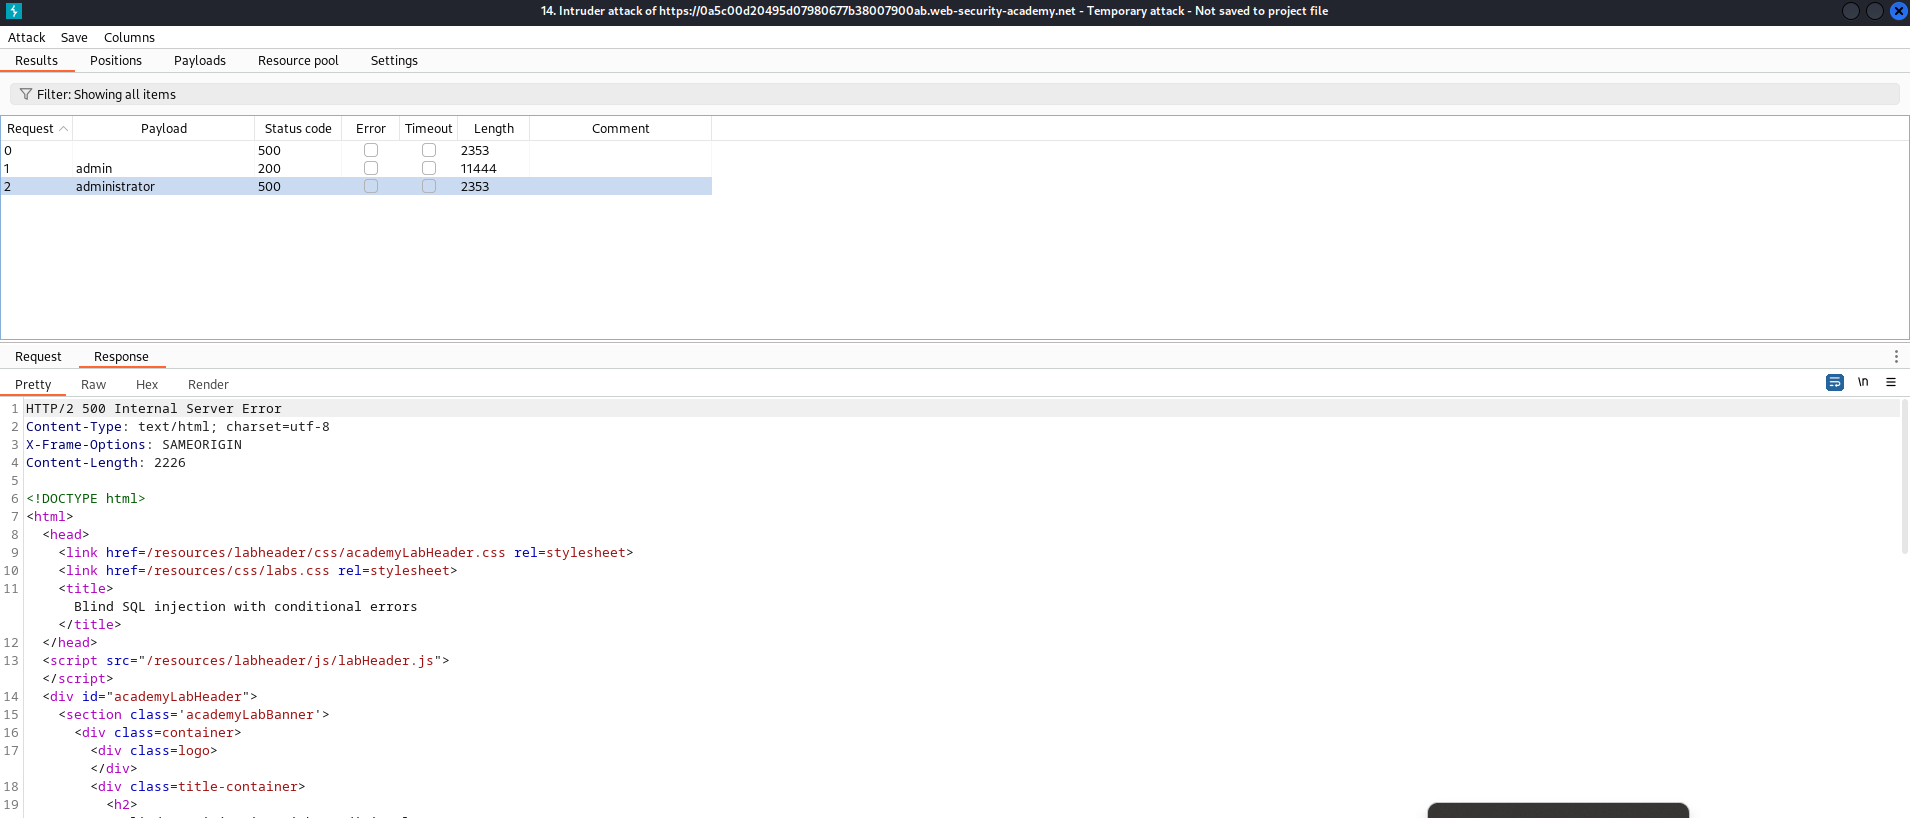 14. Intruder attack of https://0a5c00d20495d07980677b38007900ab.web-security-academy.net - Temporary attack - Not saved to project file
Attack Save Columns
Results Positions Payloads Resource pool Settings
Filter: Showing all items
Request Payload Status code Error Timeout Length Comment
0 500 2353
1 admin 200 11444
2 administrator 500 2353
Request Response
Pretty Raw Hex Render \n
1 HTTP/2 500 Internal Server Error
2 Content-Type: text/html; charset=utf-8
3 X-Frame-Options: SAMEORIGIN
4 Content-Length: 2226
5
6 <!DOCTYPE html>
7 <html>
8 <head>
9 <link href=/resources/labheader/css/academyLabHeader.css rel=stylesheet>
10 <link href=/resources/css/labs.css rel=stylesheet>
11 <title>
Blind SQL injection with conditional errors
</title>
12 </head>
13 <script src="/resources/labheader/js/labHeader.js">
</script>
14 <div id="academyLabHeader">
15 <section class='academyLabBanner'>
16 <div class=container>
17 <div class=logo>
</div>
18 <div class=title-container>
19 <h2>